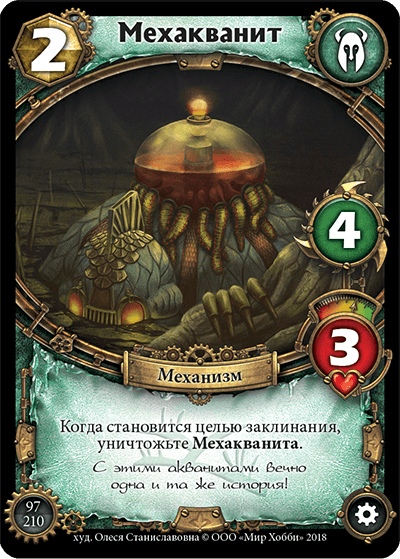 2
Мехакванит
4
3
Механизм
Когда становится целью заклинания,
уничтожьте Мехакванита.
С этими акванитами вечно
одна и та же история!
97
210
худ. Олеся Станиславовна © ООО «Мир Хобби» 2018